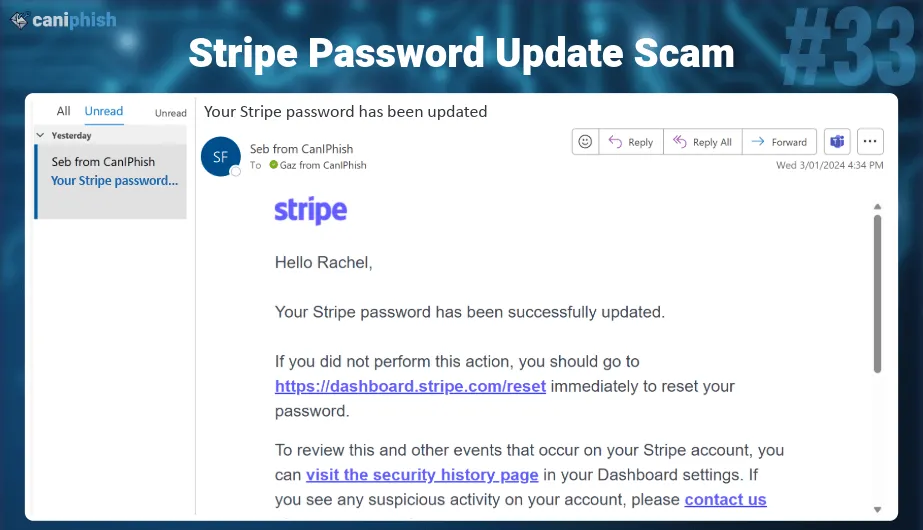 caniphish
#33
Stripe Password Update Scam
All Unread Unread
Yesterday
Seb from CanIPhish
Your Stripe password...
Your Stripe password has been updated
SF
Seb from CanIPhish
To Gaz from CanIPhish
Reply Reply All Forward
Wed 3/01/2024 4:34 PM
stripe
Hello Rachel,
Your Stripe password has been successfully updated.
If you did not perform this action, you should go to
https://dashboard.stripe.com/reset immediately to reset your
password.
To review this and other events that occur on your Stripe account, you
can visit the security history page in your Dashboard settings. If
you see any suspicious activity on your account, please contact us